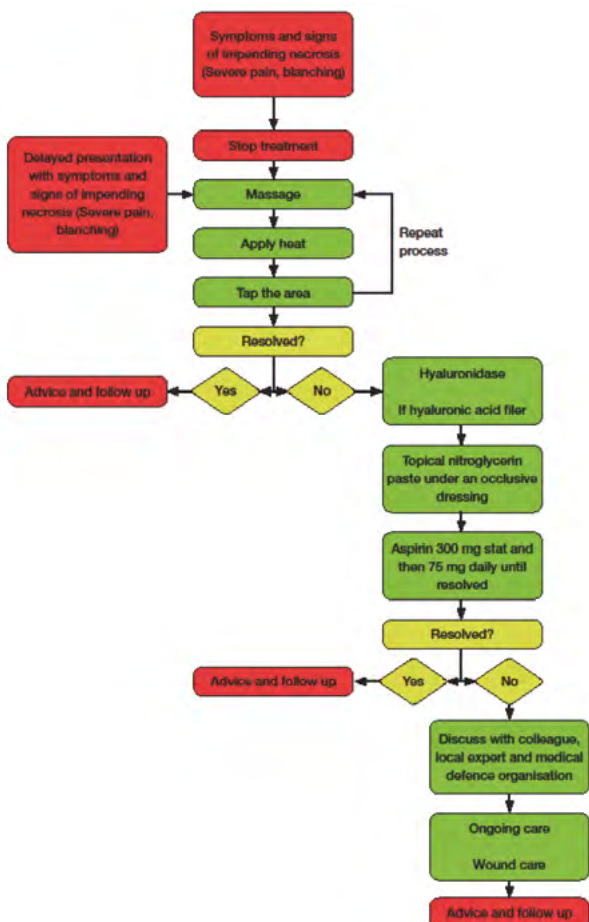 Symptoms and signs
of impending necrosis
(Severe pain, blanching)
Stop treatment
Delayed presentation
with symptoms and
signs of impending
necrosis (Severe pain,
blanching)
Massage
Repeat
process
Apply heat
Tap the area
Resolved?
Advice and follow up
Yes
No
Hyaluronidase
If hyaluronic acid filer
Topical nitroglycerin
paste under an occlusive
dressing
Aspirin 300 mg stat and
then 75 mg daily until
resolved
Resolved?
Advice and follow up
Yes
No
Discuss with colleague,
local expert and medical
defence organisation
Ongoing care
Wound care
Advice and follow up